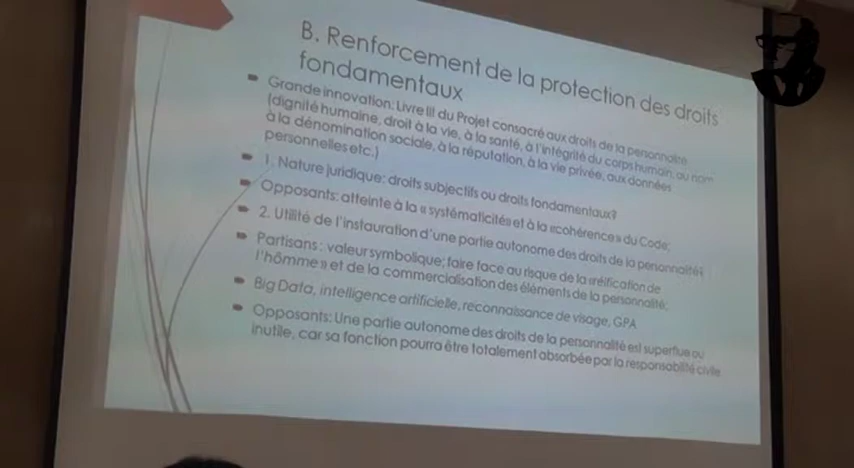 B. Renforcement de la protection des droits
fondamentaux
Grande innovation: Livre III du Projet consacré aux droits de la personnalité
(dignité humaine, droit à la vie, à la santé, à l'intégrité du corps humain, au nom
à la dénomination sociale, à la réputation, à la vie privée, aux données
personnelles etc.)
1. Nature juridique: droits subjectifs ou droits fondamentaux?
Opposants: atteinte à la « systématicité» et à la «cohérence» du Code;
2. Utilité de l'instauration d'une partie autonome des droits de la personnalité?
Partisans : valeur symbolique; faire face au risque de la «réification de
l'hômme » et de la commercialisation des éléments de la personnalité;
Big Data, intelligence artificielle, reconnaissance de visage, GPA
Opposants: Une partie autonome des droits de la personnalité est superflue ou
inutile, car sa fonction pourra être totalement absorbée par la responsabilité civile